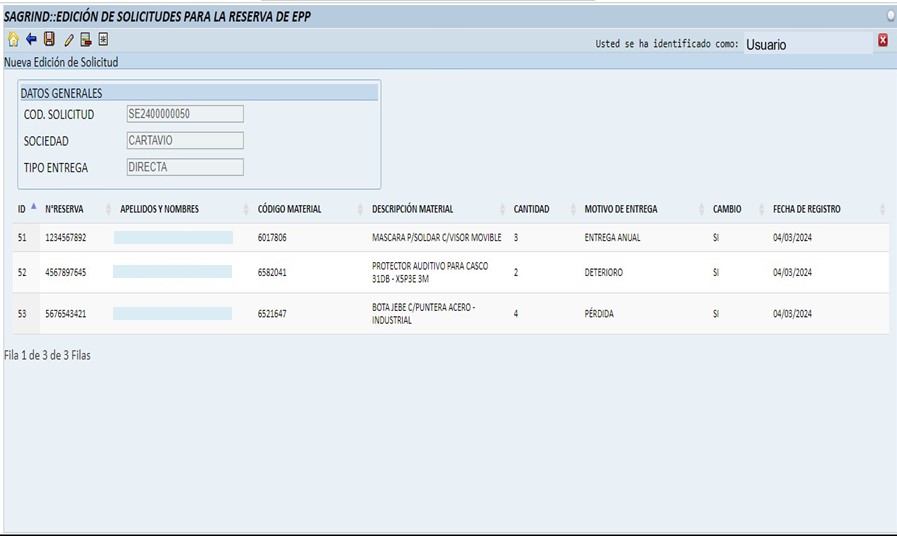 SAGRIND::EDICIÓN DE SOLICITUDES PARA LA RESERVA DE EPP
Usted se ha identificado como: Usuario
Nueva Edición de Solicitud
DATOS GENERALES
COD. SOLICITUD SE2400000050
SOCIEDAD CARTAVIO
TIPO ENTREGA DIRECTA
ID N°RESERVA APELLIDOS Y NOMBRES CÓDIGO MATERIAL DESCRIPCIÓN MATERIAL CANTIDAD MOTIVO DE ENTREGA CAMBIO FECHA DE REGISTRO
51 1234567892 6017806 MASCARA P/SOLDAR C/VISOR MOVIBLE 3 ENTREGA ANUAL SI 04/03/2024
52 4567897645 6582041 PROTECTOR AUDITIVO PARA CASCO
31DB - X5P3E 3M 2 DETERIORO SI 04/03/2024
53 5676543421 6521647 BOTA JEBE C/PUNTERA ACERO -
INDUSTRIAL 4 PÉRDIDA SI 04/03/2024
Fila 1 de 3 de 3 Filas